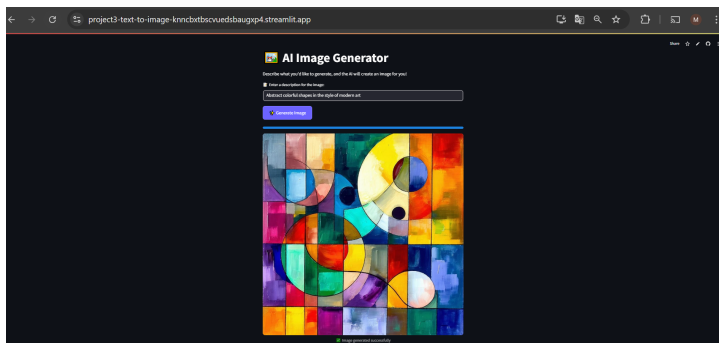 project3-text-to-image-knncbxtbscvuedsbaugxp4.streamlit.app
M
Share
AI Image Generator
Describe what you'd like to generate, and the AI will create an image for you!
Enter a description for the image:
Abstract colorful shapes in the style of modern art
Generate Image
Image generated successfully